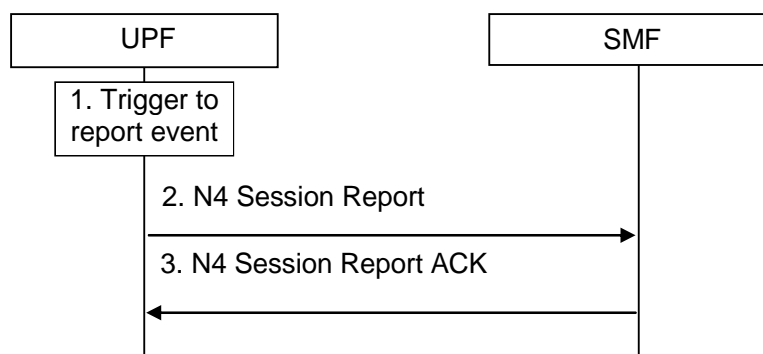 UPF
SMF
1. Trigger to
report event
2. N4 Session Report
3. N4 Session Report ACK